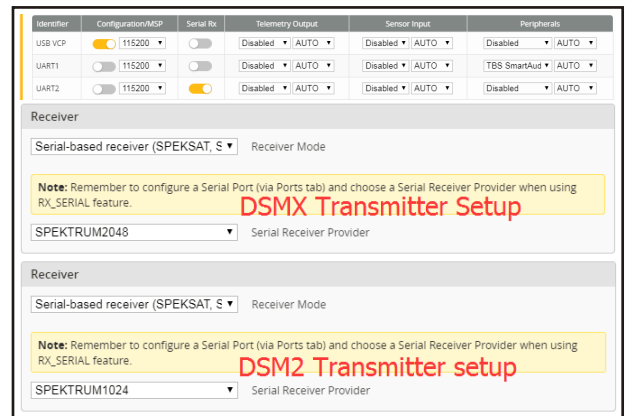 Identifier Configuration/MSP Serial Rx Telemetry Output Sensor Input Peripherals
USB VCP 115200 Disabled AUTO Disabled AUTO Disabled AUTO
UART1 115200 Disabled AUTO Disabled AUTO TBS SmartAud AUTO
UART2 115200 Disabled AUTO Disabled AUTO Disabled AUTO
Receiver
Serial-based receiver (SPEKSAT, S Receiver Mode
Note: Remember to configure a Serial Port (via Ports tab) and choose a Serial Receiver Provider when using
RX_SERIAL feature.
DSMX Transmitter Setup
SPEKTRUM2048 Serial Receiver Provider
Receiver
Serial-based receiver (SPEKSAT, S Receiver Mode
Note: Remember to configure a Serial Port (via Ports tab) and choose a Serial Receiver Provider when using
RX_SERIAL feature.
DSM2 Transmitter setup
SPEKTRUM1024 Serial Receiver Provider